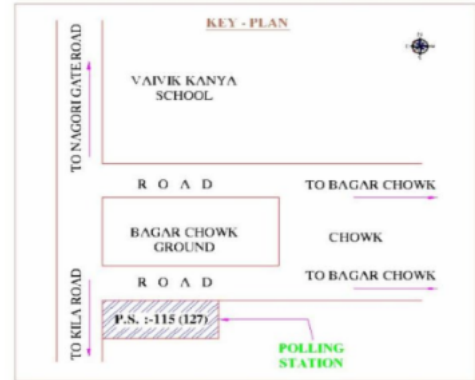 KEY - PLAN
TO NAGORI GATE ROAD
VAIVIK KANYA
SCHOOL
R O A D
TO BAGAR CHOWK
BAGAR CHOWK
GROUND
CHOWK
R O A D
TO BAGAR CHOWK
TO KILA ROAD
P.S. :-115 (127)
POLLING
STATION